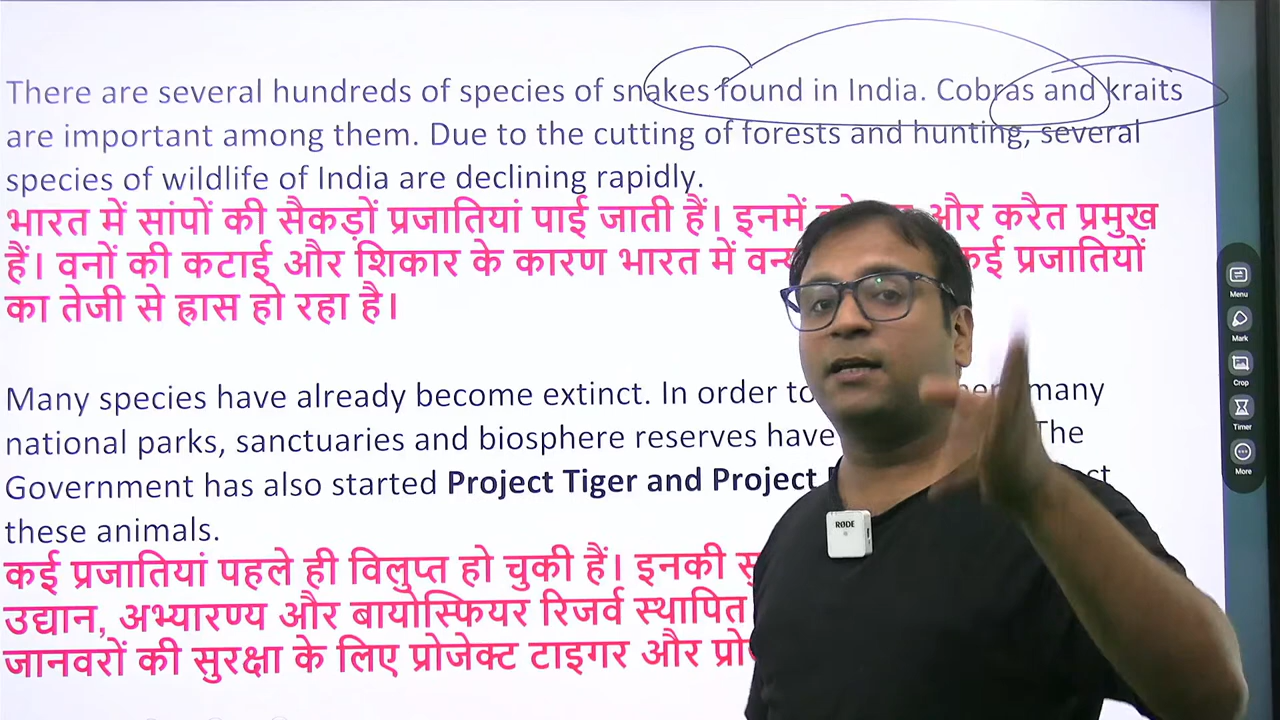 There are several hundreds of species of snakes found in India. Cobras and kraits
are important among them. Due to the cutting of forests and hunting, several
species of wildlife of India are declining rapidly.
भारत में सांपों की सैकड़ों प्रजातियां पाई जाती हैं। इनमें और करैत प्रमुख
हैं। वनों की कटाई और शिकार के कारण भारत में कई प्रजातियों
का तेजी से ह्रास हो रहा है।
Many species have already become extinct. In order to many
national parks, sanctuaries and biosphere reserves have The
Government has also started Project Tiger and Project
these animals.
कई प्रजातियां पहले ही विलुप्त हो चुकी हैं। इनकी
उद्यान, अभ्यारण्य और बायोस्फियर रिजर्व स्थापित
जानवरों की सुरक्षा के लिए प्रोजेक्ट टाइगर और
RØDE
Menu
Mark
Crop
Timer
More